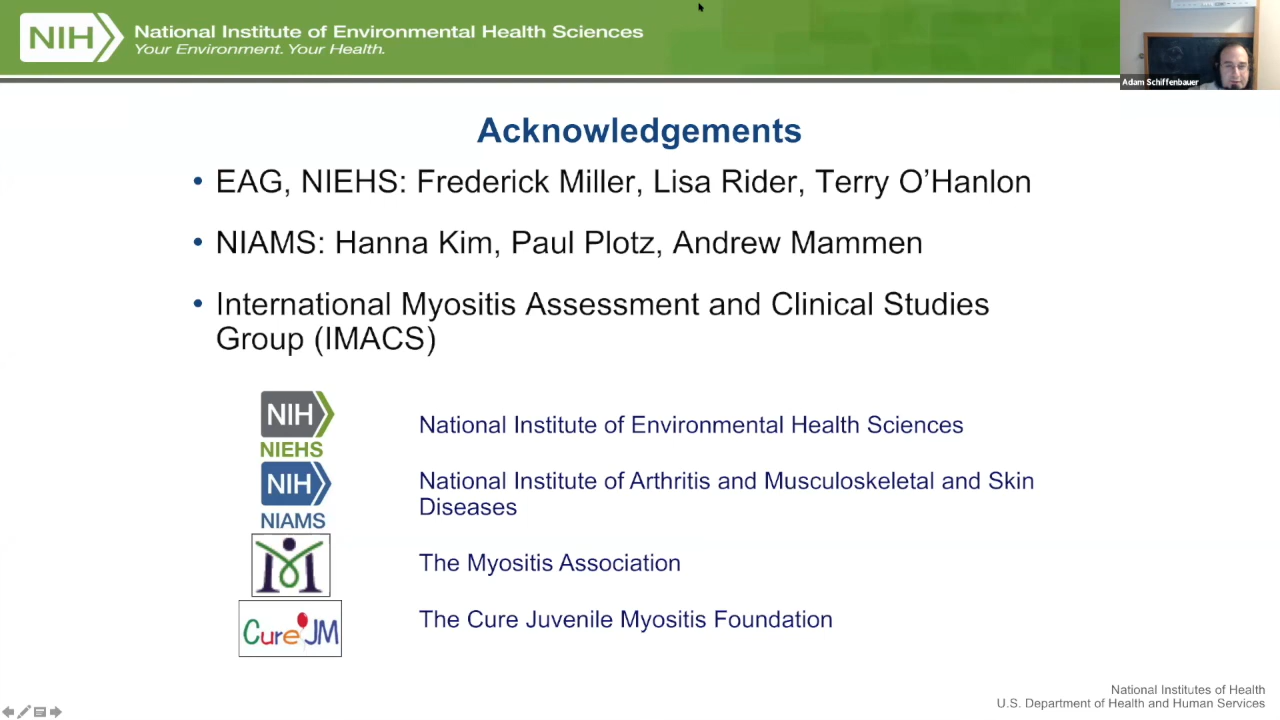 NIH
National Institute of Environmental Health Sciences
Your Environment. Your Health.
Adam Schiffenbauer
Acknowledgements
• EAG, NIEHS: Frederick Miller, Lisa Rider, Terry O’Hanlon
• NIAMS: Hanna Kim, Paul Plotz, Andrew Mammen
• International Myositis Assessment and Clinical Studies
Group (IMACS)
NIH
NIEHS
National Institute of Environmental Health Sciences
NIH
NIAMS
National Institute of Arthritis and Musculoskeletal and Skin
Diseases
The Myositis Association
Cure JM
The Cure Juvenile Myositis Foundation
National Institutes of Health
U.S. Department of Health and Human Services